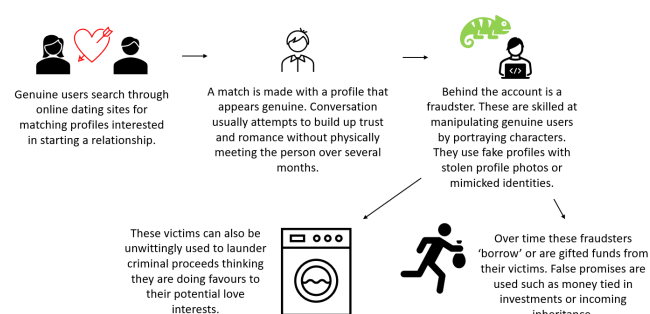 Genuine users search through
online dating sites for
matching profiles interested
in starting a relationship.
A match is made with a profile that
appears genuine. Conversation
usually attempts to build up trust
and romance without physically
meeting the person over several
months.
</>
Behind the account is a
fraudster. These are skilled at
manipulating genuine users
by portraying characters.
They use fake profiles with
stolen profile photos or
mimicked identities.
These victims can also be
unwittingly used to launder
criminal proceeds thinking
they are doing favours to
their potential love
interests.
Over time these fraudsters
‘borrow’ or are gifted funds from
their victims. False promises are
used such as money tied in
investments or incoming
inheritance